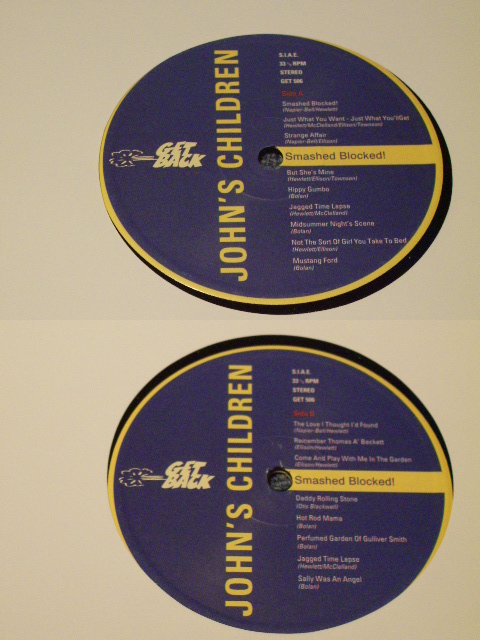 S.I.A.E.
33 ⅓ RPM
STEREO
GET 506
Side A
Smashed Blocked!
(Napier-Bell/Hewlett)
Just What You Want - Just What You'llGet
(Hewlett/McClelland/Ellison/Townson)
Strange Affair
(Napier-Bell/Ellison)
Smashed Blocked!
But She's Mine
(Hewlett/Ellison/Townson)
Hippy Gumbo
(Bolan)
Jagged Time Lapse
(Hewlett/McClelland)
Midsummer Night's Scene
(Bolan)
Not The Sort Of Girl You Take To Bed
(Hewlett/Ellison)
Mustang Ford
(Bolan)
JOHN'S CHILDREN
GET
BACK
S.I.A.E.
33 ⅓ RPM
STEREO
GET 506
Side B
The Love I Thought I'd Found
(Napier-Bell/Hewlett)
Remember Thomas A' Beckett
(Ellison/Hewlett)
Come And Play With Me In The Garden
(Ellison/Hewlett)
Smashed Blocked!
Daddy Rolling Stone
(Otis Blackwell)
Hot Rod Mama
(Bolan)
Perfumed Garden Of Gulliver Smith
(Bolan)
Jagged Time Lapse
(Hewlett/McClelland)
Sally Was An Angel
(Bolan)
JOHN'S CHILDREN
GET
BACK